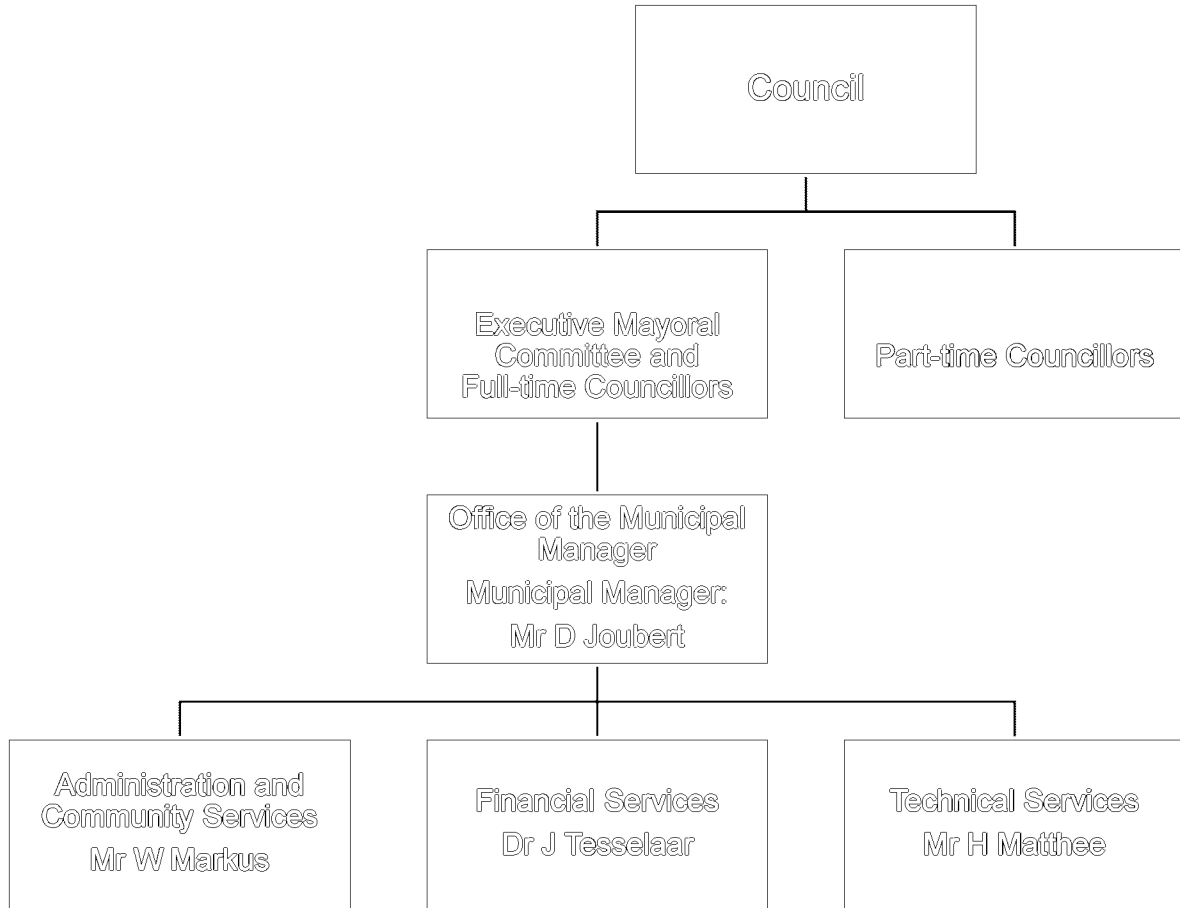 Council
Executive Mayoral
Committee and
Full-time Councillors
Part-time Councillors
Office of the Municipal
Manager
Municipal Manager:
Mr D Joubert
Administration and
Community Services
Mr W Markus
Financial Services
Dr J Tesselaar
Technical Services
Mr H Matthee